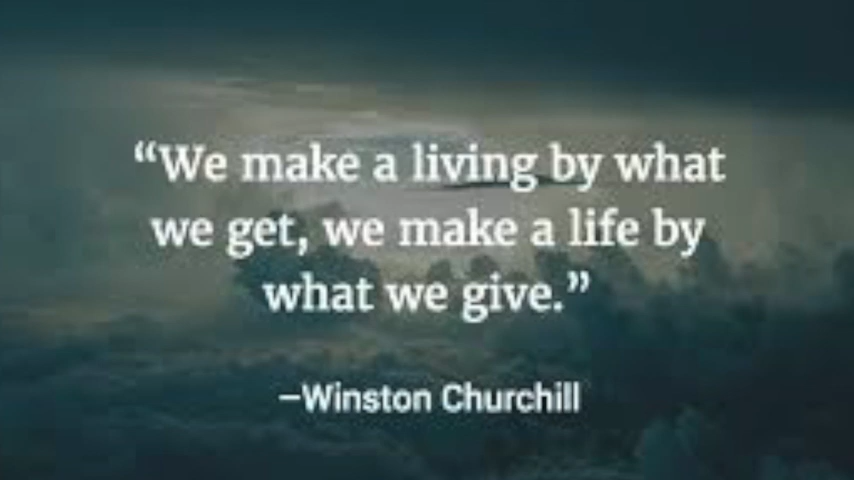 “We make a living by what
we get, we make a life by
what we give.”
–Winston Churchill